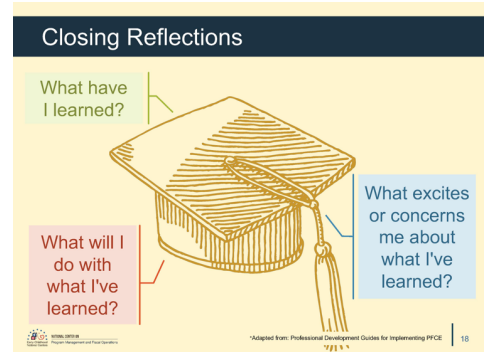 Closing Reflections
What have
I learned?
What excites
or concerns
me about
what I've
learned?
What will I
do with
what I've
learned?
NATIONAL CENTER ON
Program Management and Fiscal Operations
*Adapted from: Professional Development Guides for Implementing PFCE
18